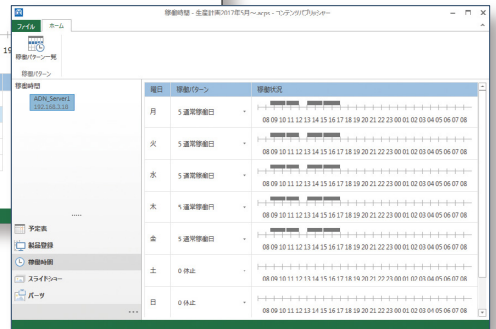 稼働時間 - 生産計画2017年5月~.acps - コンテンツパブリッシャー
ファイル ホーム
稼働パターン一覧
稼働パターン
稼働時間
ADN_Server1
192.168.3.18
曜日 稼働パターン 稼働状況
月 5 通常稼働日
08 09 10 11 12 13 14 15 16 17 18 19 20 21 22 23 00 01 02 03 04 05 06 07 08
火 5 通常稼働日
08 09 10 11 12 13 14 15 16 17 18 19 20 21 22 23 00 01 02 03 04 05 06 07 08
水 5 通常稼働日
08 09 10 11 12 13 14 15 16 17 18 19 20 21 22 23 00 01 02 03 04 05 06 07 08
木 5 通常稼働日
08 09 10 11 12 13 14 15 16 17 18 19 20 21 22 23 00 01 02 03 04 05 06 07 08
金 5 通常稼働日
08 09 10 11 12 13 14 15 16 17 18 19 20 21 22 23 00 01 02 03 04 05 06 07 08
土 0 休止
08 09 10 11 12 13 14 15 16 17 18 19 20 21 22 23 00 01 02 03 04 05 06 07 08
日 0 休止
08 09 10 11 12 13 14 15 16 17 18 19 20 21 22 23 00 01 02 03 04 05 06 07 08
予定表
製品登録
稼働時間
スライドショー
パーツ
19